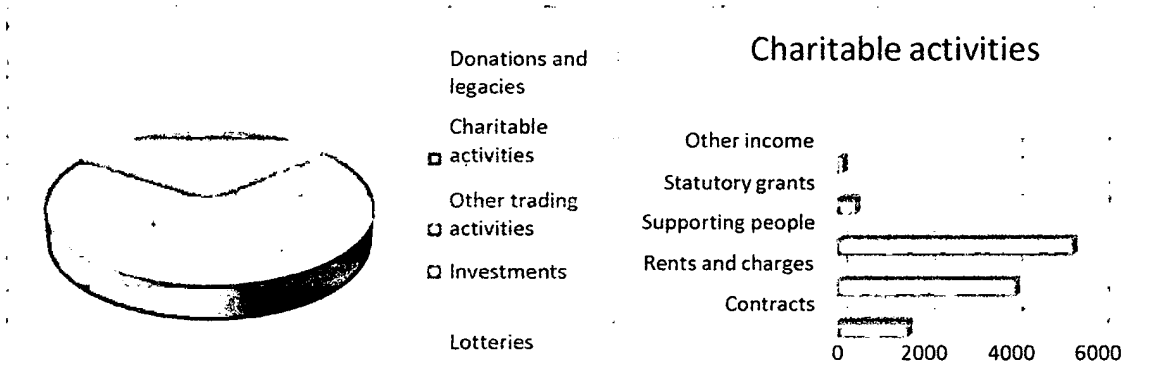 Donations and
legacies
Charitable
activities
Other trading
activities
Investments
Lotteries
Charitable activities
Other income
Statutory grants
Supporting people
Rents and charges
Contracts
0 2000 4000 6000